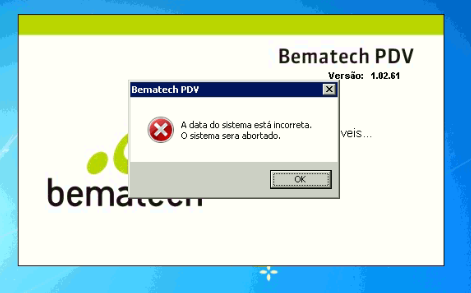 Bematech PDV
Versão: 1.02.61
Bematech PDV
A data do sistema está incorreta.
O sistema sera abortado.
veis...
OK
bematech